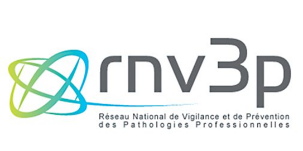 rnv3p
Réseau National de Vigilance et de Prévention
des Pathologies Professionnelles